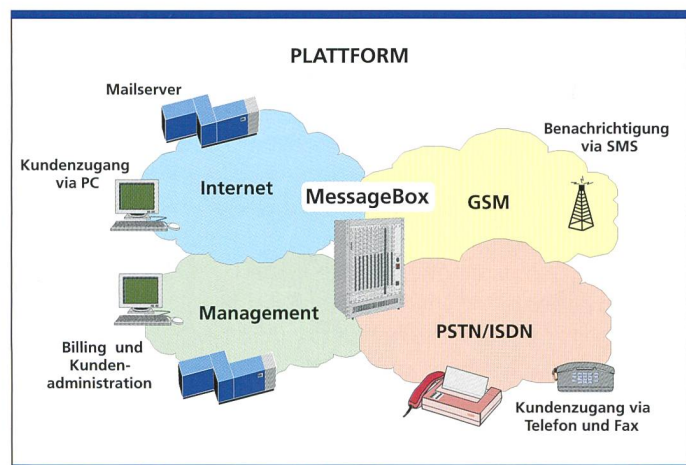 PLATTFORM
Mailserver
Benachrichtigung
via SMS
Kundenzugang
via PC
Internet
MessageBox
GSM
Management
PSTN/ISDN
Billing und
Kunden-
administration
Kundenzugang via
Telefon und Fax